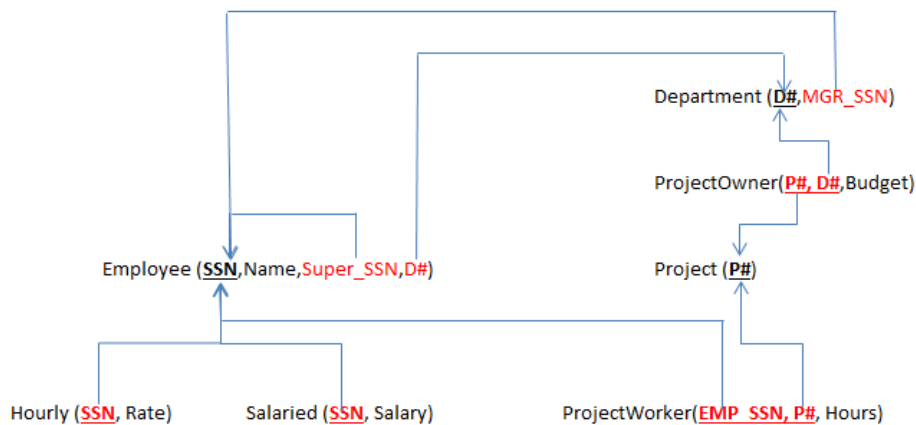 Department (D#,MGR_SSN)
ProjectOwner(P#, D#,Budget)
Employee (SSN,Name,Super_SSN,D#)
Project (P#)
Hourly (SSN, Rate)
Salaried (SSN, Salary)
ProjectWorker(EMP_SSN, P#, Hours)